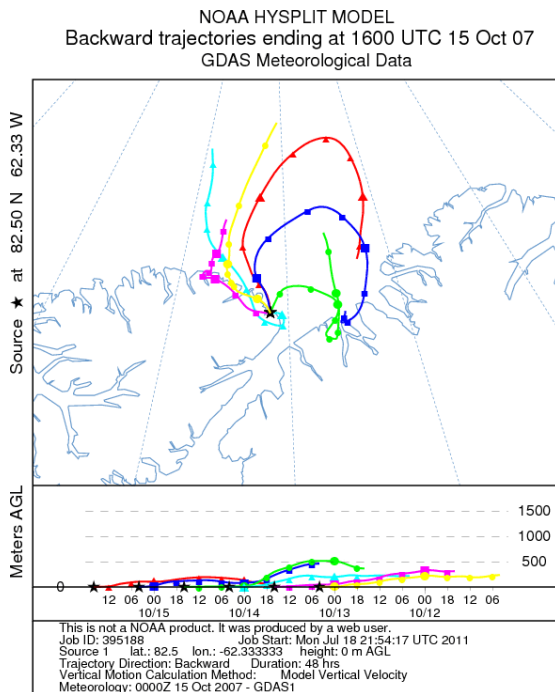 NOAA HYSPLIT MODEL
Backward trajectories ending at 1600 UTC 15 Oct 07
GDAS Meteorological Data
Source ★ at 82.50 N 62.33 W
Meters AGL
1500
1000
500
0
12 06 00 18 12 06 00 18 12 06 00 18 12 06 00 18 12 06
10/15 10/14 10/13 10/12
This is not a NOAA product. It was produced by a web user.
Job ID: 395188 Job Start: Mon Jul 18 21:54:17 UTC 2011
Source 1 lat.: 82.5 lon.: -62.333333 height: 0 m AGL
Trajectory Direction: Backward Duration: 48 hrs
Vertical Motion Calculation Method: Model Vertical Velocity
Meteorology: 0000Z 15 Oct 2007 - GDAS1